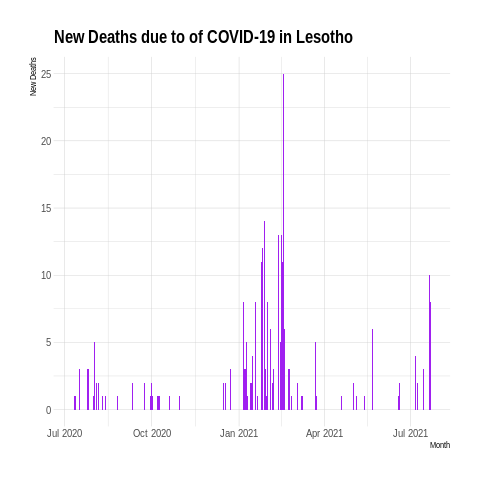 New Deaths due to of COVID-19 in Lesotho
New Deaths
25
20
15
10
5
0
Jul 2020 Oct 2020 Jan 2021 Apr 2021 Jul 2021
Month